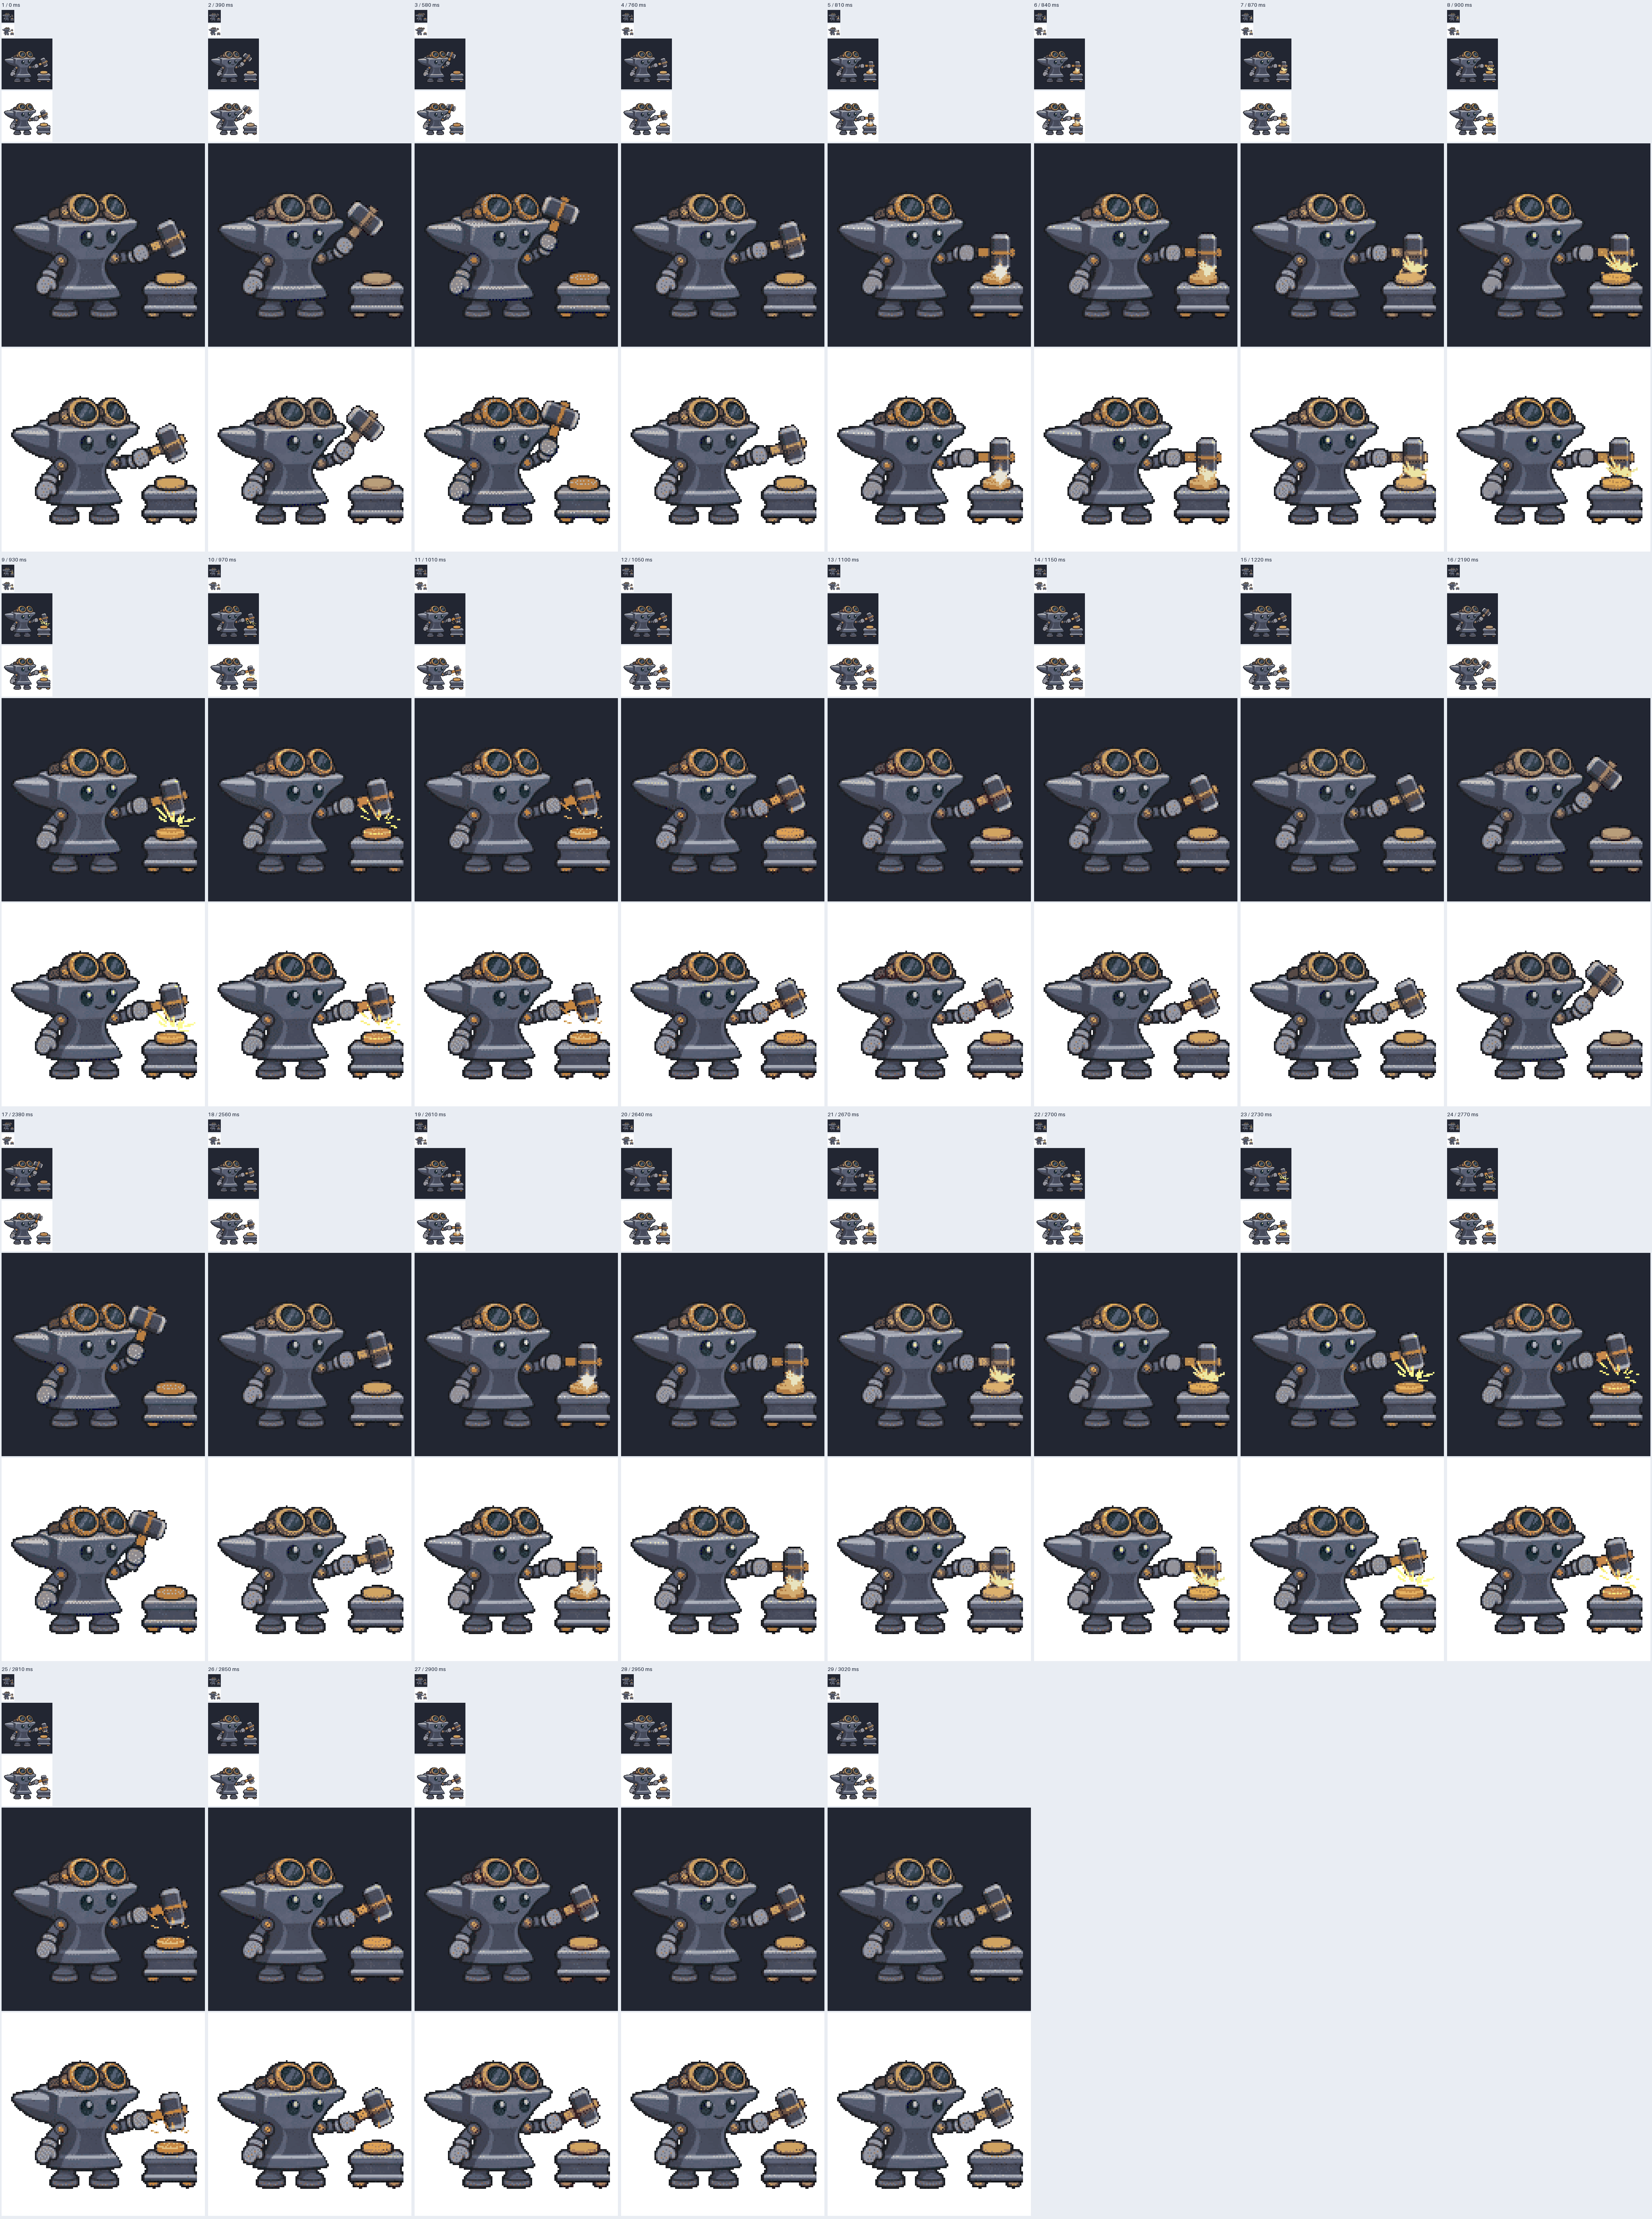 1 / 0 ms
2 / 390 ms
3 / 580 ms
4 / 760 ms
5 / 810 ms
6 / 840 ms
7 / 870 ms
8 / 900 ms
9 / 930 ms
10 / 970 ms
11 / 1010 ms
12 / 1050 ms
13 / 1100 ms
14 / 1150 ms
15 / 1220 ms
16 / 2190 ms
17 / 2380 ms
18 / 2560 ms
19 / 2610 ms
20 / 2640 ms
21 / 2670 ms
22 / 2700 ms
23 / 2730 ms
24 / 2770 ms
25 / 2810 ms
26 / 2850 ms
27 / 2900 ms
28 / 2950 ms
29 / 3020 ms